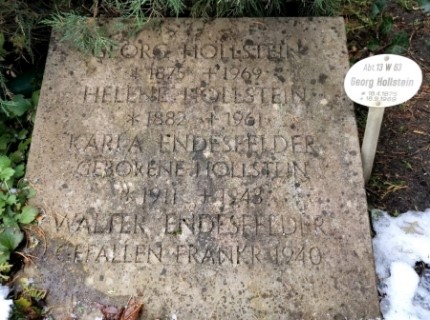 GEORG HOLLSTEIN
* 1875 + 1969
HELENE HOLLSTEIN
* 1882 + 1961
KARLA ENDESFELDER
GEBORENE HOLLSTEIN
* 1911 + 1948
WALTER ENDESFELDER
GEFALLEN FRANKR. 1940
Abt. 13 W 63
Georg Hollstein